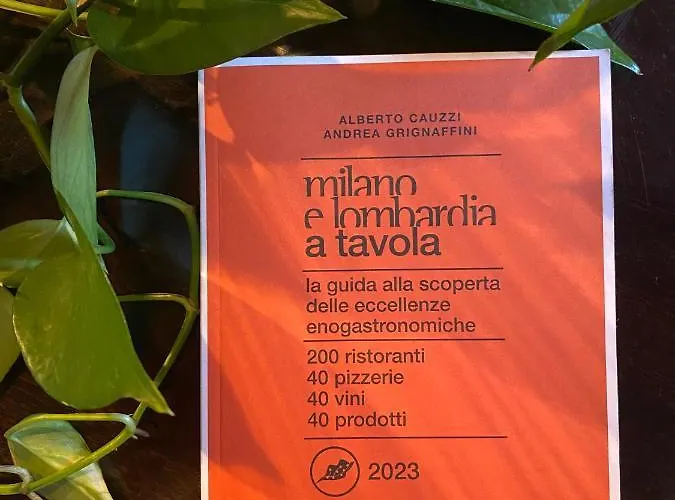 ALBERTO CAUZZI
ANDREA GRIGNAFFINI
milano
e lombardia
a tavola
la guida alla scoperta
delle eccellenze
enogastronomiche
200 ristoranti
40 pizzerie
40 vini
40 prodotti
2023